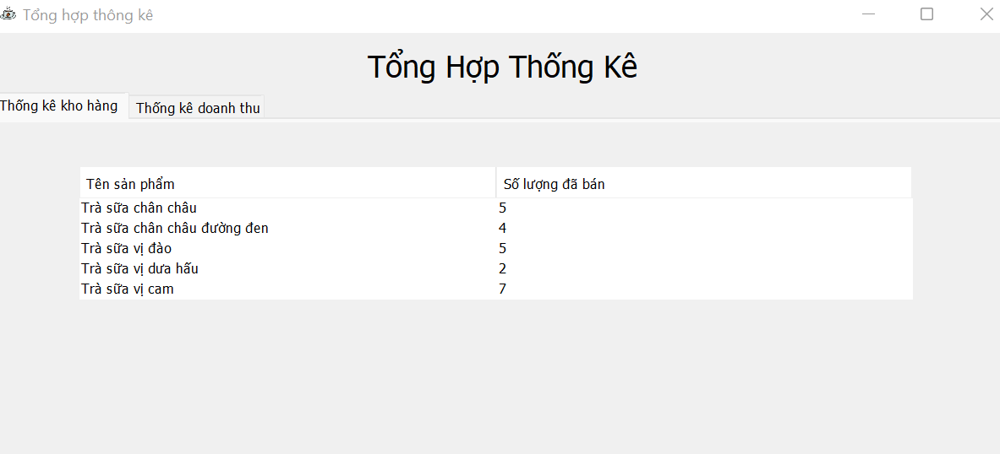 Tổng hợp thông kê
Tổng Hợp Thống Kê
Thống kê kho hàng Thống kê doanh thu
Tên sản phẩm Số lượng đã bán
Trà sữa chân châu 5
Trà sữa chân châu đường đen 4
Trà sữa vị đào 5
Trà sữa vị dưa hấu 2
Trà sữa vị cam 7